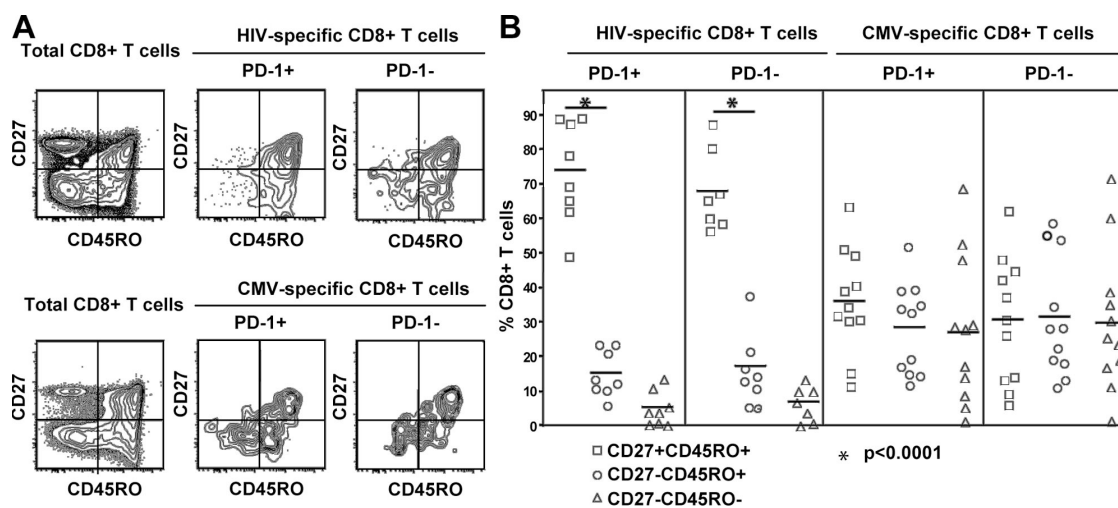 A
Total CD8+ T cells
HIV-specific CD8+ T cells
PD-1+
PD-1-
CD27
CD27
CD27
CD45RO
CD45RO
CD45RO
Total CD8+ T cells
CMV-specific CD8+ T cells
PD-1+
PD-1-
CD27
CD27
CD27
CD45RO
CD45RO
CD45RO
B
HIV-specific CD8+ T cells
CMV-specific CD8+ T cells
PD-1+
PD-1-
PD-1+
PD-1-
% CD8+ T cells
90
80
70
60
50
40
30
20
10
0
*
*
CD27+CD45RO+
CD27-CD45RO+
CD27-CD45RO-
* p<0.0001